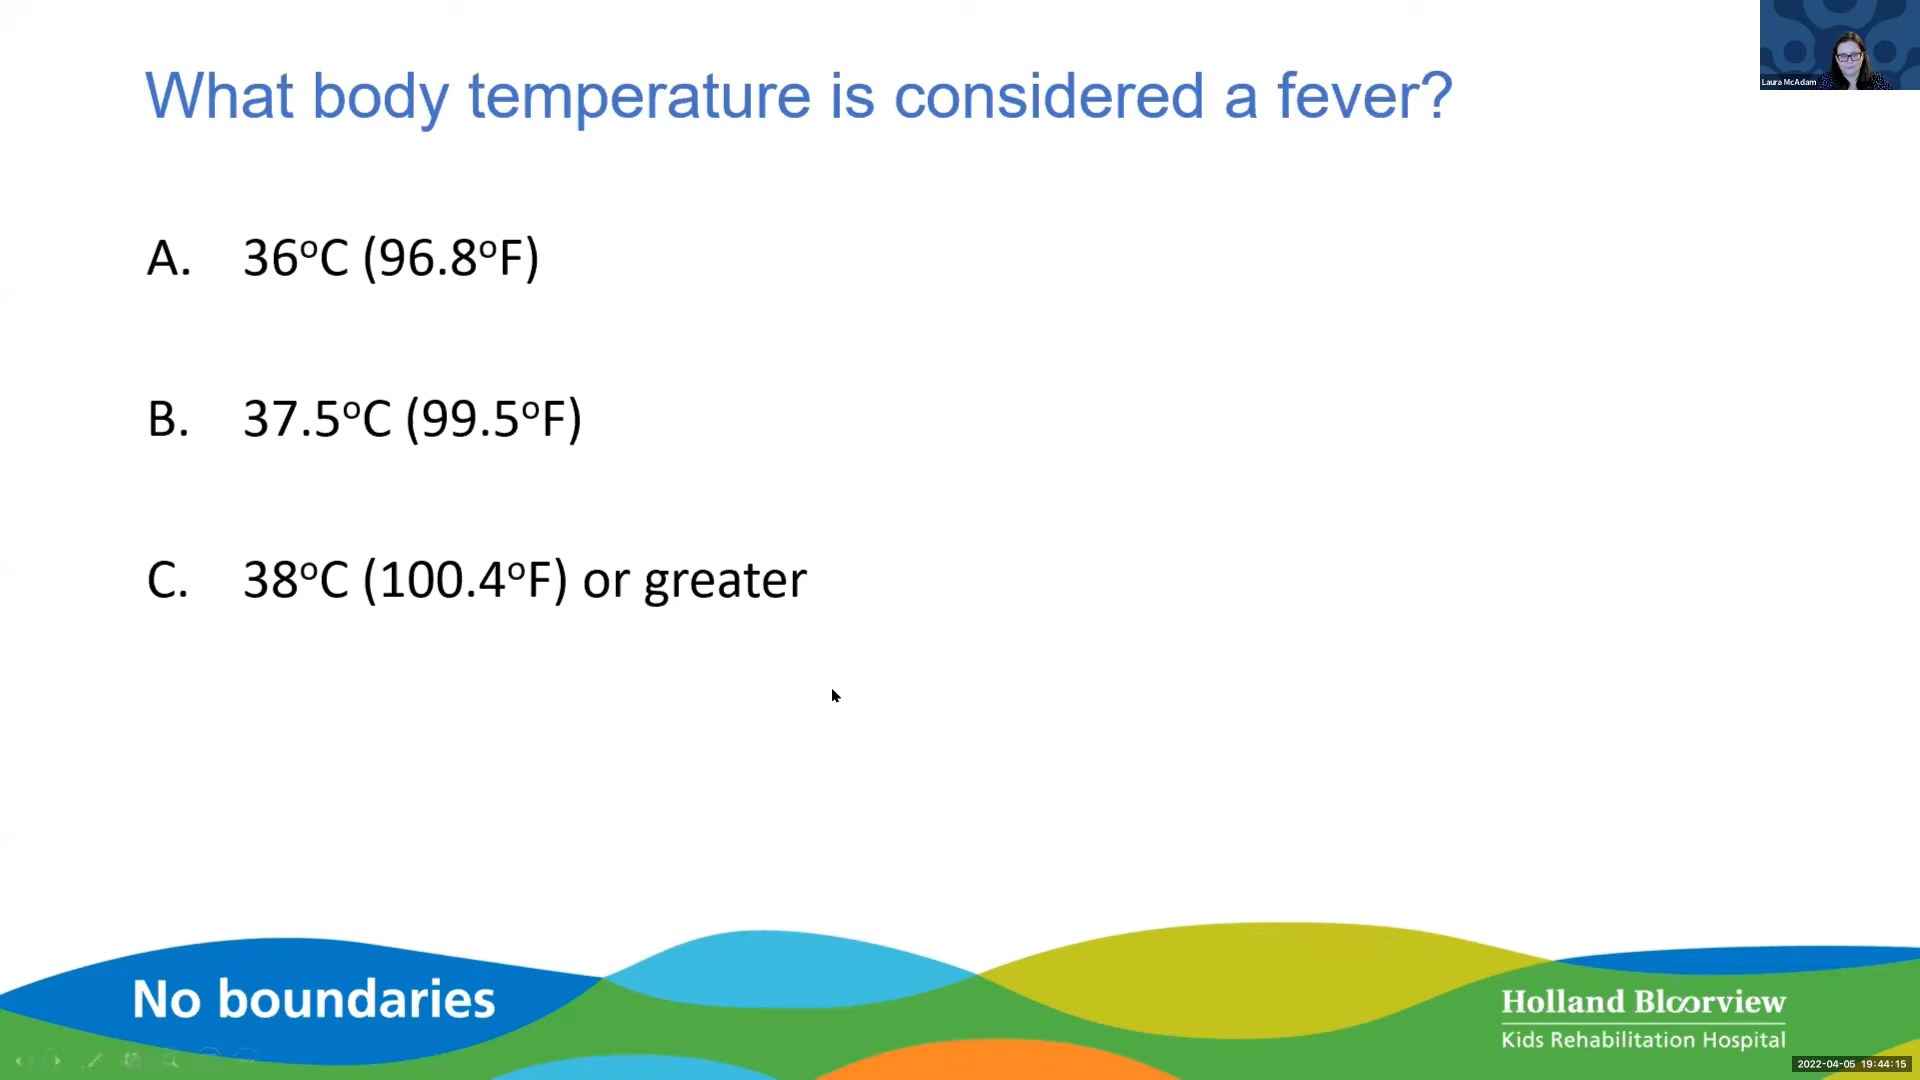 What body temperature is considered a fever?
Laura McAdam
A. 36°C (96.8°F)
B. 37.5°C (99.5°F)
C. 38°C (100.4°F) or greater
No boundaries
Holland Bloorview
Kids Rehabilitation Hospital
2022-04-05 19:44:15